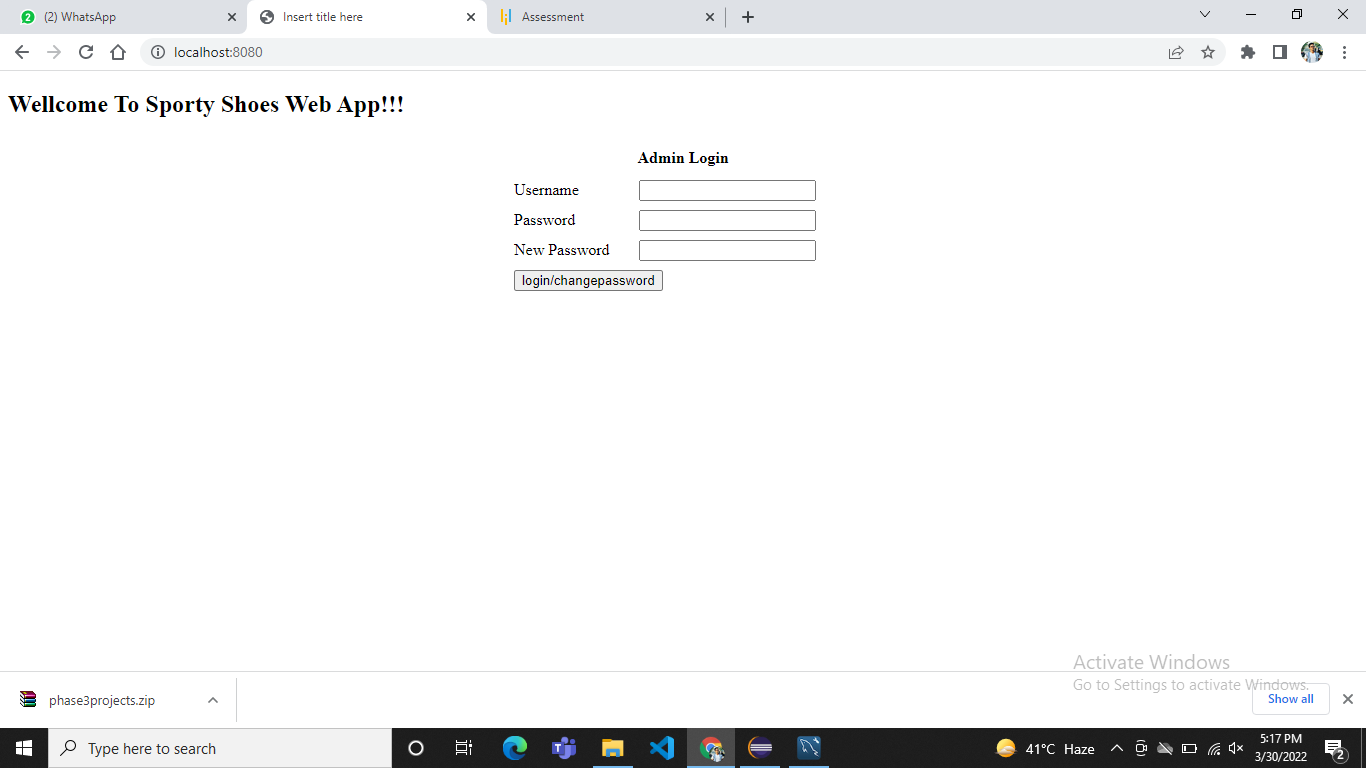 (2) WhatsApp
Insert title here
Assessment
localhost:8080
Wellcome To Sporty Shoes Web App!!!
Admin Login
Username
Password
New Password
login/changepassword
Activate Windows
Go to Settings to activate Windows.
phase3projects.zip
Show all
Type here to search
41°C Haze
5:17 PM
3/30/2022
2